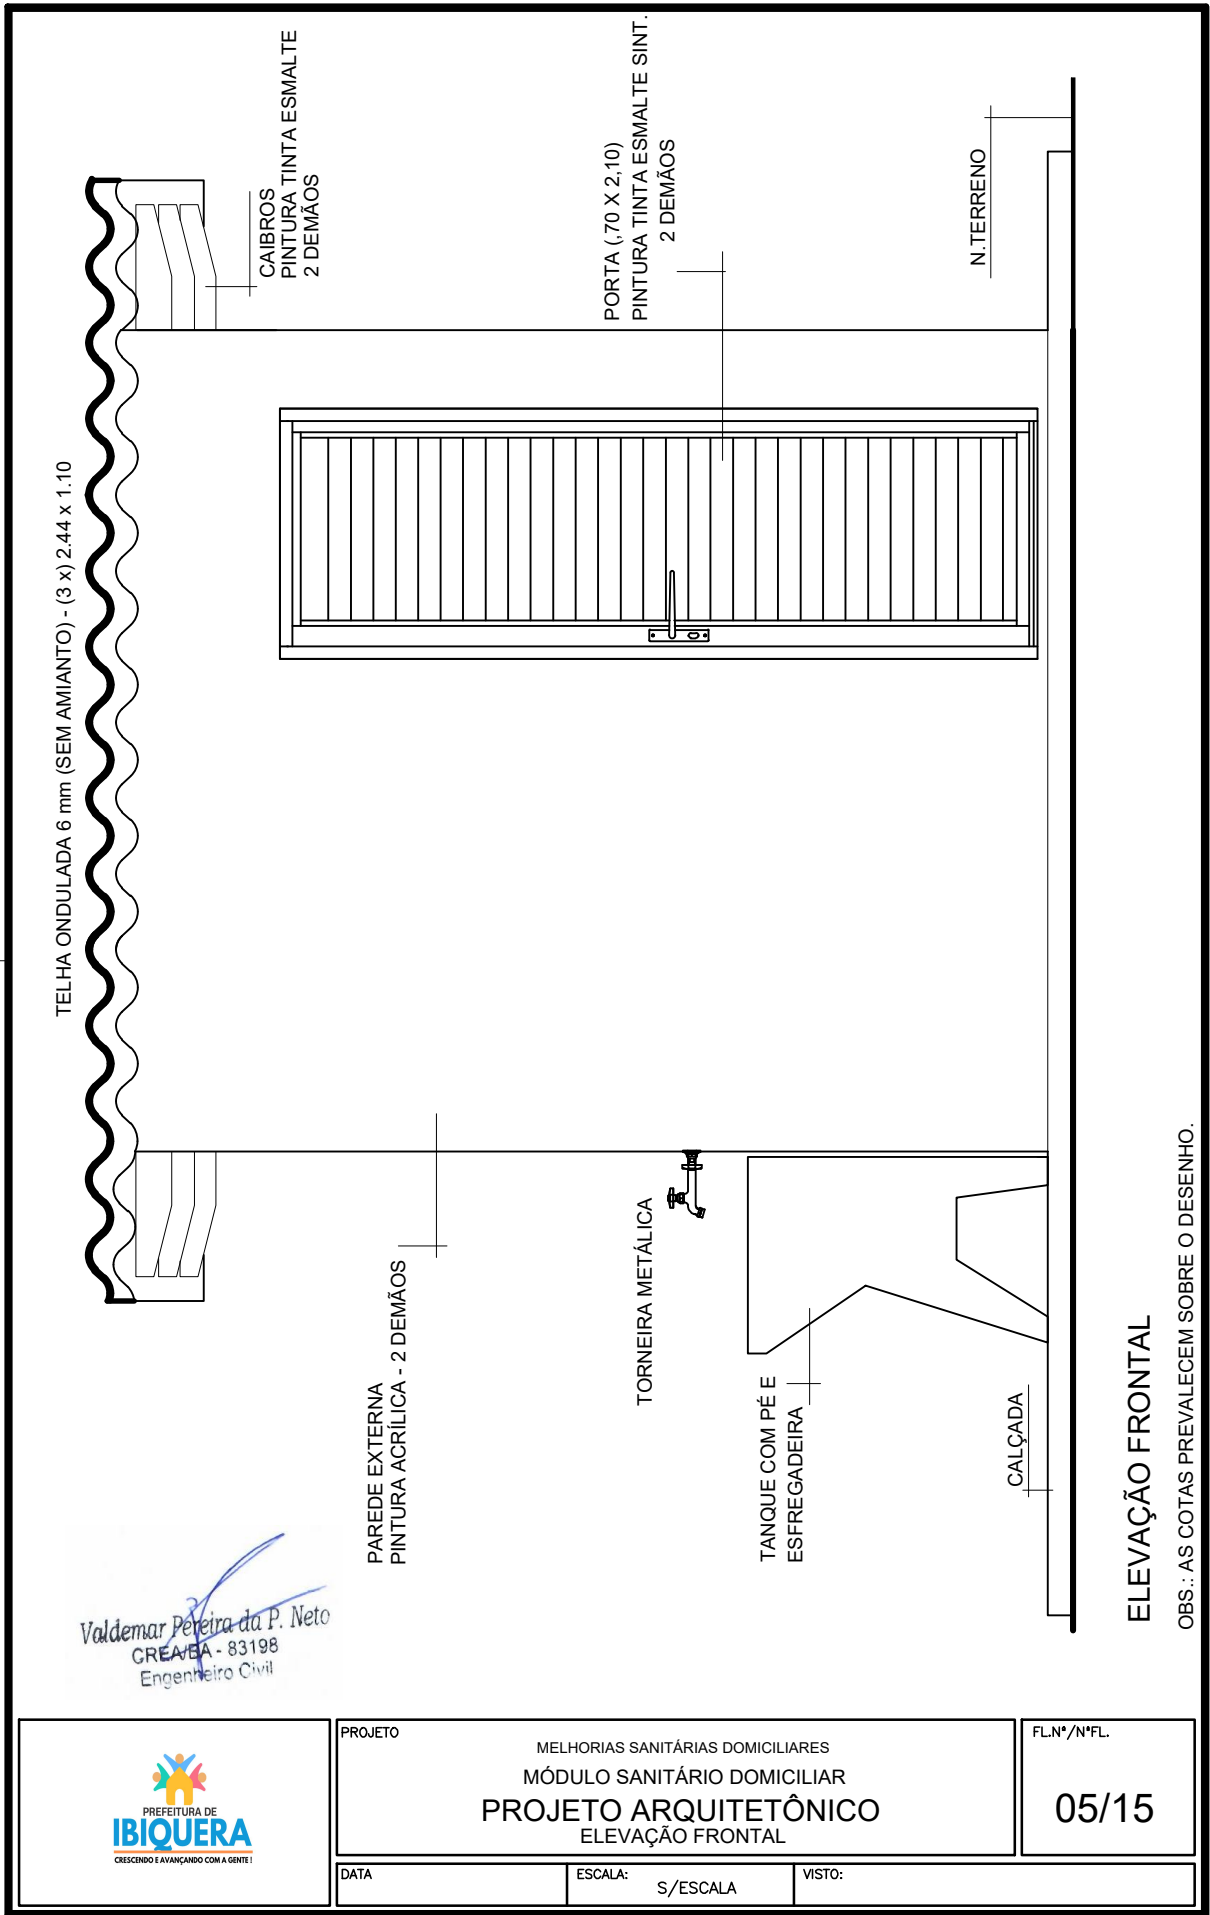 TELHA ONDULADA 6 mm (SEM AMIANTO) - (3 x) 2.44 x 1.10
CAIBROS
PINTURA TINTA ESMALTE
2 DEMÃOS
PORTA (,70 X 2,10)
PINTURA TINTA ESMALTE SINT.
2 DEMÃOS
N.TERRENO
PAREDE EXTERNA
PINTURA ACRÍLICA - 2 DEMÃOS
TORNEIRA METÁLICA
TANQUE COM PÉ E
ESFREGADEIRA
CALÇADA
ELEVAÇÃO FRONTAL
OBS.: AS COTAS PREVALECEM SOBRE O DESENHO.
Valdemar Pereira da P. Neto
CREA/BA - 83198
Engenheiro Civil
PREFEITURA DE
IBIQUERA
CRESCENDO E AVANÇANDO COM A GENTE !
PROJETO
MELHORIAS SANITÁRIAS DOMICILIARES
MÓDULO SANITÁRIO DOMICILIAR
PROJETO ARQUITETÔNICO
ELEVAÇÃO FRONTAL
FL.Nº/NºFL.
05/15
DATA
ESCALA:
S/ESCALA
VISTO: